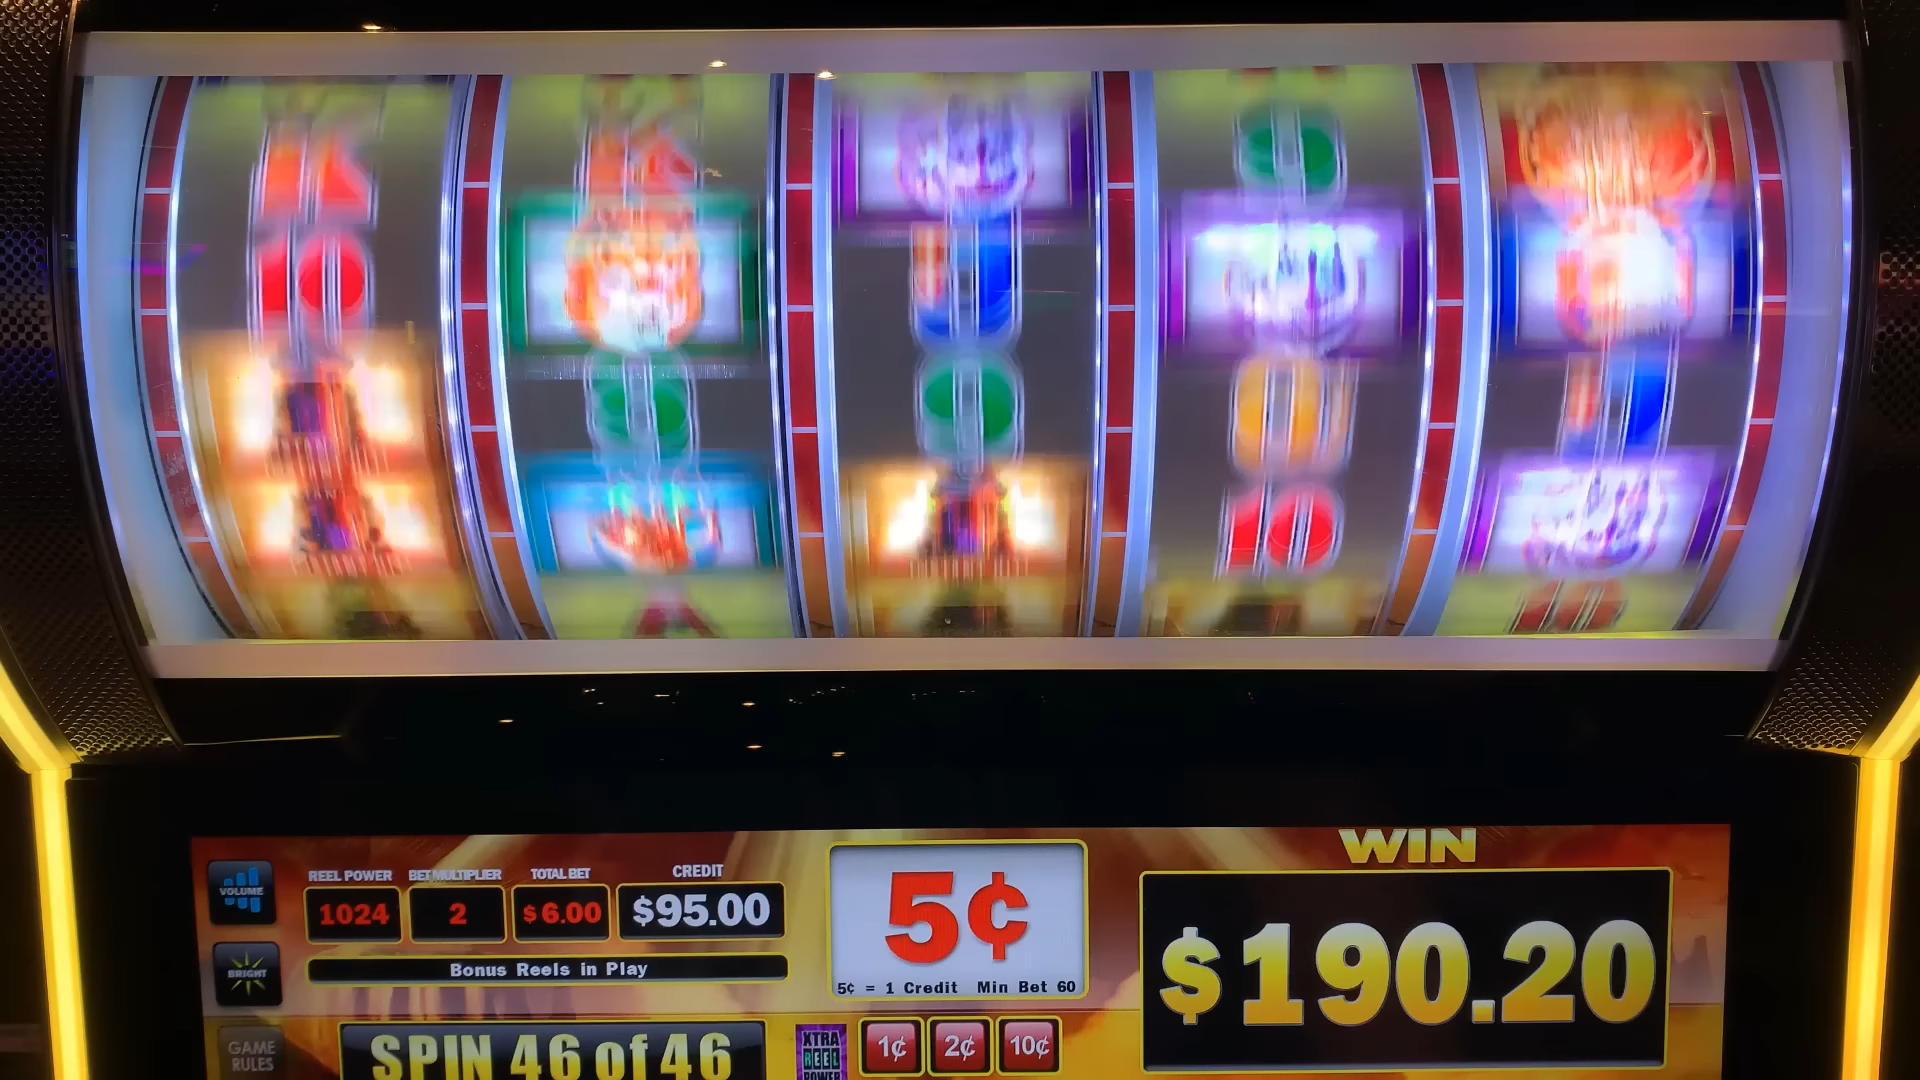 WIN
VOLUME
REEL POWER
BET MULTIPLIER
TOTAL BET
CREDIT
1024
2
$6.00
$95.00
5¢
$190.20
BRIGHT
Bonus Reels in Play
5¢ = 1 Credit Min Bet 60
GAME
RULES
SPIN 46 of 46
XTRA
REEL
POWER
1¢
2¢
10¢